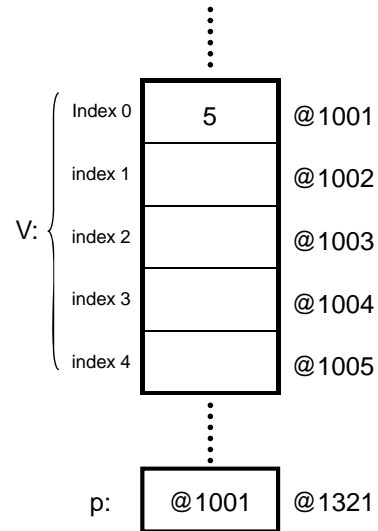 Index 0 5 @1001
index 1 @1002
V: index 2 @1003
index 3 @1004
index 4 @1005
p: @1001 @1321